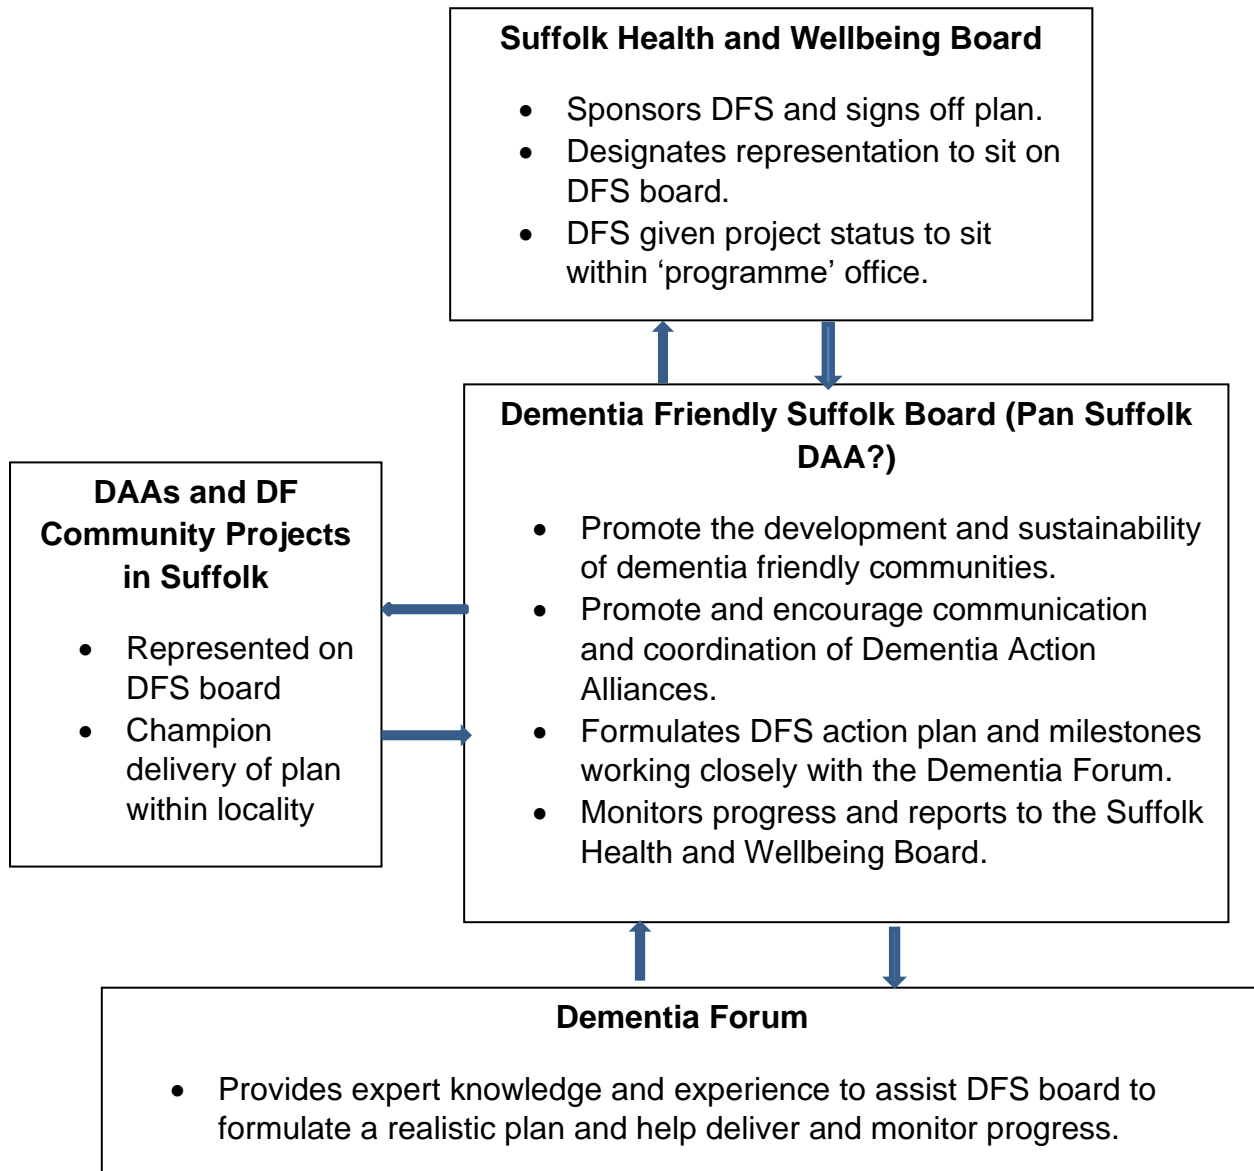 Suffolk Health and Wellbeing Board
• Sponsors DFS and signs off plan.
• Designates representation to sit on
DFS board.
• DFS given project status to sit
within ‘programme’ office.
Dementia Friendly Suffolk Board (Pan Suffolk
DAA?)
• Promote the development and sustainability
of dementia friendly communities.
• Promote and encourage communication
and coordination of Dementia Action
Alliances.
• Formulates DFS action plan and milestones
working closely with the Dementia Forum.
• Monitors progress and reports to the Suffolk
Health and Wellbeing Board.
DAAs and DF
Community Projects
in Suffolk
• Represented on
DFS board
• Champion
delivery of plan
within locality
Dementia Forum
• Provides expert knowledge and experience to assist DFS board to
formulate a realistic plan and help deliver and monitor progress.